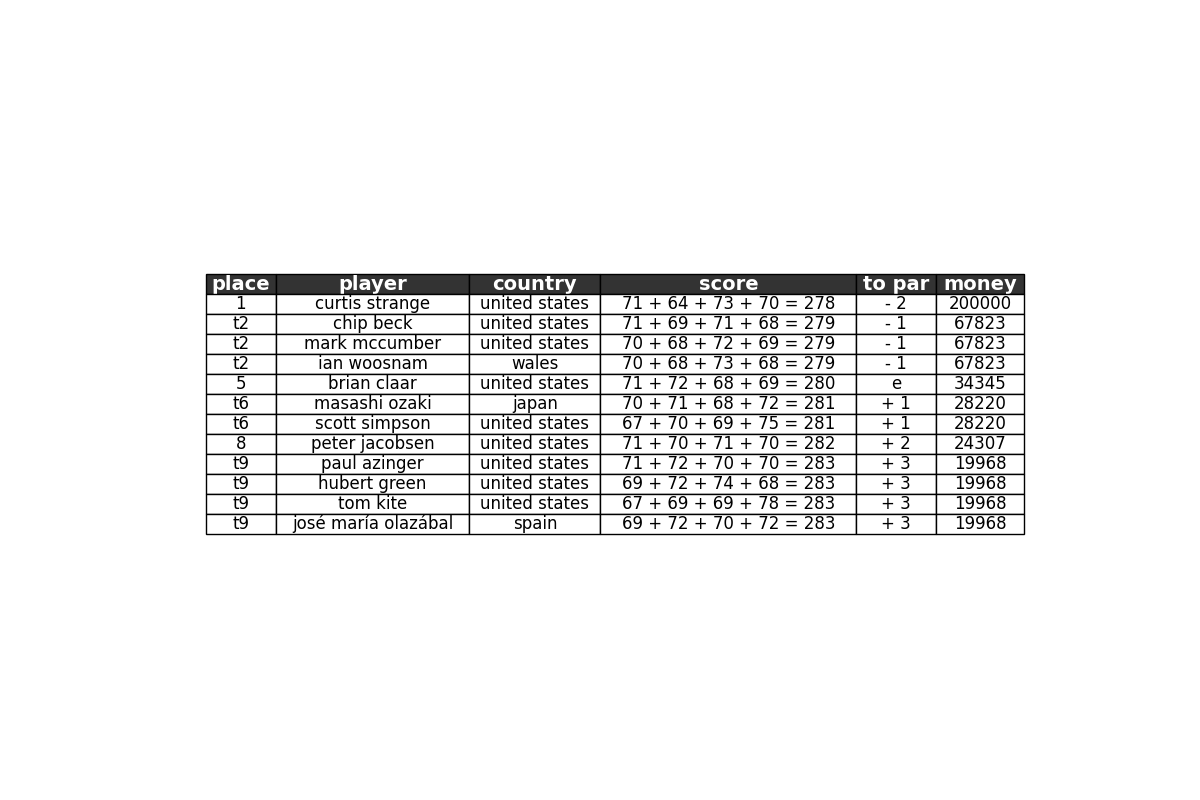 place player country score to par money
1 curtis strange united states 71 + 64 + 73 + 70 = 278 - 2 200000
t2 chip beck united states 71 + 69 + 71 + 68 = 279 - 1 67823
t2 mark mccumber united states 70 + 68 + 72 + 69 = 279 - 1 67823
t2 ian woosnam wales 70 + 68 + 73 + 68 = 279 - 1 67823
5 brian claar united states 71 + 72 + 68 + 69 = 280 e 34345
t6 masashi ozaki japan 70 + 71 + 68 + 72 = 281 + 1 28220
t6 scott simpson united states 67 + 70 + 69 + 75 = 281 + 1 28220
8 peter jacobsen united states 71 + 70 + 71 + 70 = 282 + 2 24307
t9 paul azinger united states 71 + 72 + 70 + 70 = 283 + 3 19968
t9 hubert green united states 69 + 72 + 74 + 68 = 283 + 3 19968
t9 tom kite united states 67 + 69 + 69 + 78 = 283 + 3 19968
t9 josé maría olazábal spain 69 + 72 + 70 + 72 = 283 + 3 19968